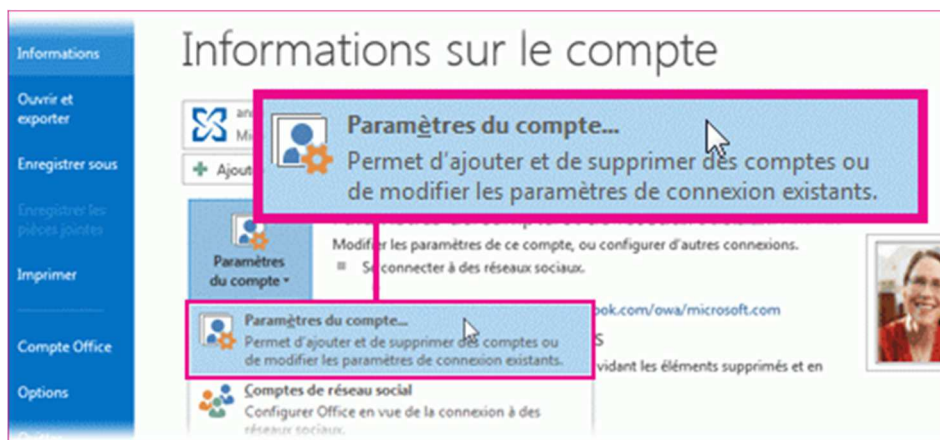 Informations sur le compte
Informations
Ouvrir et
exporter
Enregistrer sous
Enregistrer les
pièces jointes
Imprimer
Compte Office
Options
Paramètres du compte...
Permet d'ajouter et de supprimer des comptes ou
de modifier les paramètres de connexion existants.
Paramètres
du compte
Modifier les paramètres de ce compte, ou configurer d'autres connexions.
Se connecter à des réseaux sociaux.
ook.com/owa/microsoft.com
Paramètres du compte...
Permet d'ajouter et de supprimer des comptes ou
de modifier les paramètres de connexion existants.
vidant les éléments supprimés et en
Comptes de réseau social
Configurer Office en vue de la connexion à des
réseaux sociaux.